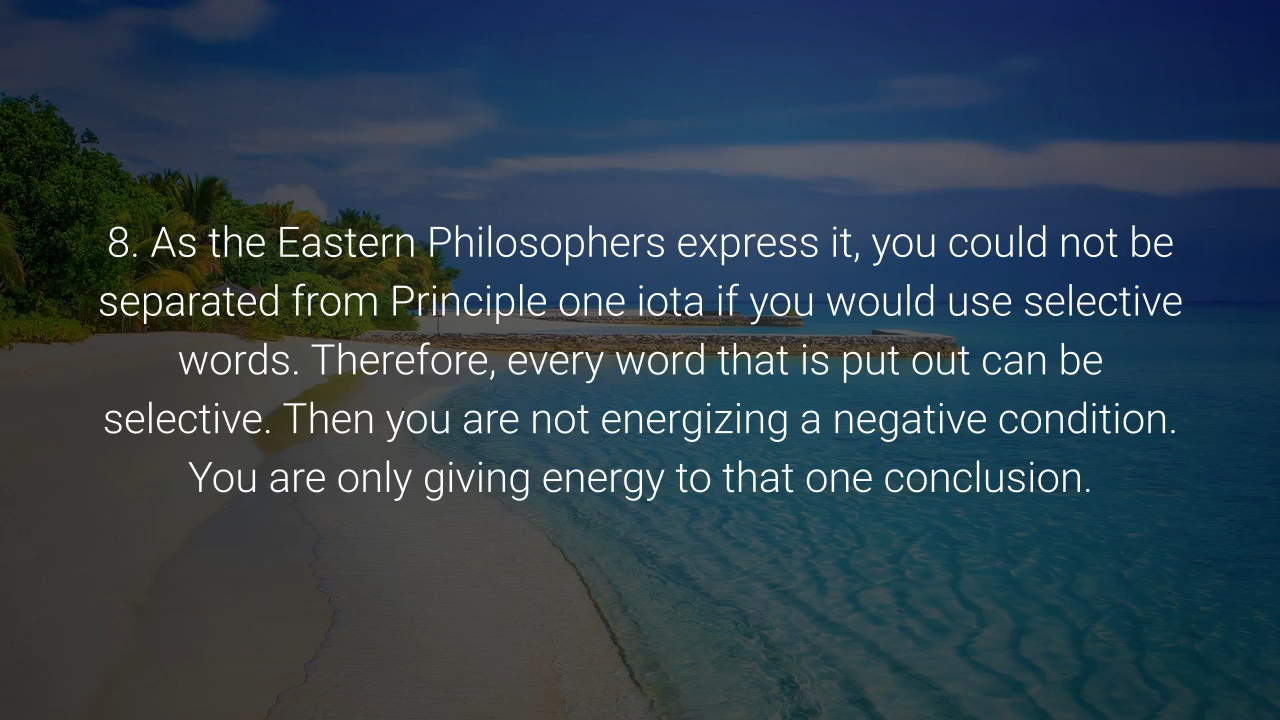 8. As the Eastern Philosophers express it, you could not be
separated from Principle one iota if you would use selective
words. Therefore, every word that is put out can be
selective. Then you are not energizing a negative condition.
You are only giving energy to that one conclusion.